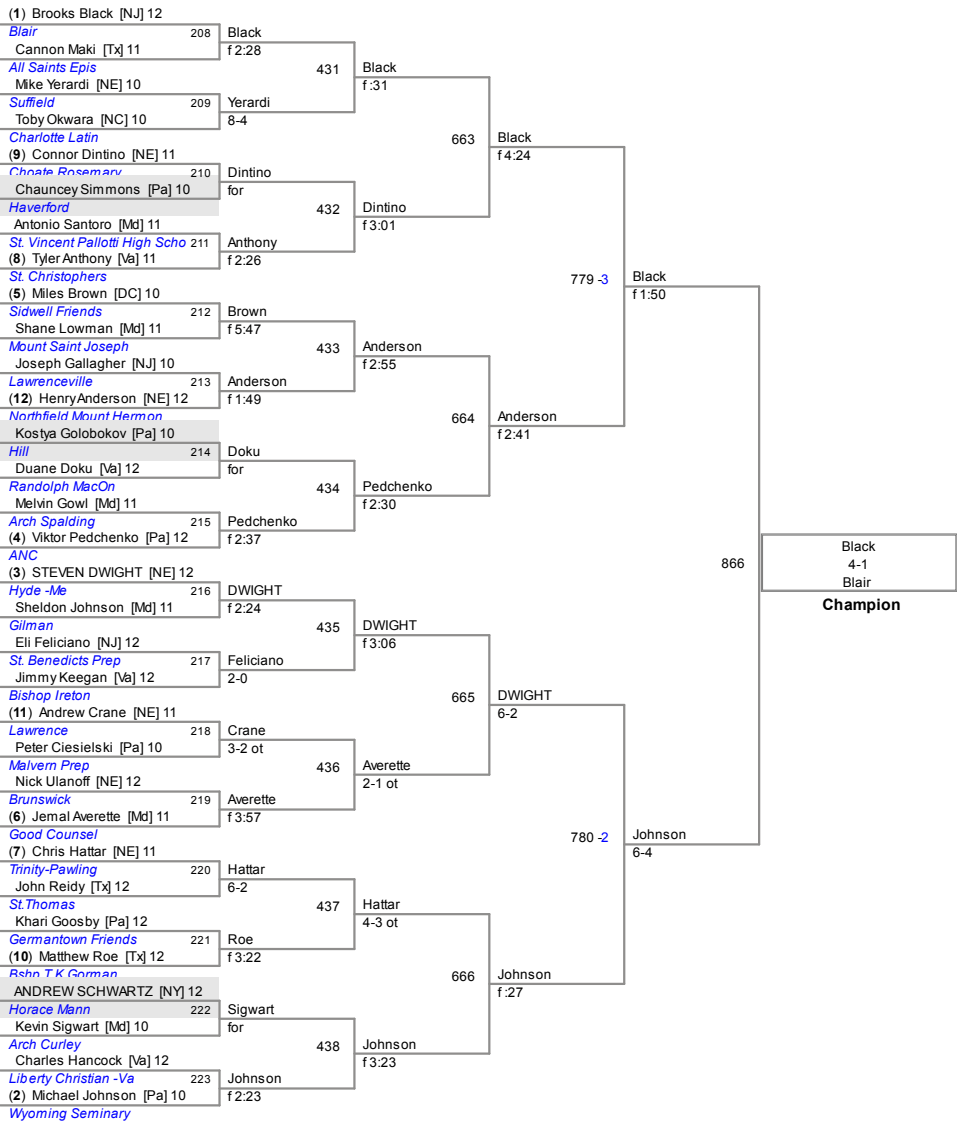 (1) Brooks Black [NJ] 12
Blair 208 Black
Cannon Maki [Tx] 11 f 2:28
All Saints Epis 431 Black
Mike Yerardi [NE] 10 f :31
Suffield 209 Yerardi
Toby Okwara [NC] 10 8-4
Charlotte Latin 663 Black
(9) Connor Dintino [NE] 11 f 4:24
Choate Rosemary 210 Dintino
Chauncey Simmons [Pa] 10 for
Haverford 432 Dintino
Antonio Santoro [Md] 11 f 3:01
St. Vincent Pallotti High Scho 211 Anthony
(8) Tyler Anthony [Va] 11 f 2:26
St. Christophers 779 -3 Black
(5) Miles Brown [DC] 10 f 1:50
Sidwell Friends 212 Brown
Shane Lowman [Md] 11 f 5:47
Mount Saint Joseph 433 Anderson
Joseph Gallagher [NJ] 10 f 2:55
Lawrenceville 213 Anderson
(12) Henry Anderson [NE] 12 f 1:49
Northfield Mount Hermon 664 Anderson
Kostya Golobokov [Pa] 10 f 2:41
Hill 214 Doku
Duane Doku [Va] 12 for
Randolph MacOn 434 Pedchenko
Melvin Gowl [Md] 11 f 2:30
Arch Spalding 215 Pedchenko
(4) Viktor Pedchenko [Pa] 12 f 2:37
ANC 866 Black
(3) STEVEN DWIGHT [NE] 12 4-1
Hyde -Me 216 DWIGHT Blair
Sheldon Johnson [Md] 11 f 2:24 Champion
Gilman 435 DWIGHT
Eli Feliciano [NJ] 12 f 3:06
St. Benedicts Prep 217 Feliciano
Jimmy Keegan [Va] 12 2-0
Bishop Ireton 665 DWIGHT
(11) Andrew Crane [NE] 11 6-2
Lawrence 218 Crane
Peter Ciesielski [Pa] 10 3-2 ot
Malvern Prep 436 Averette
Nick Ulanoff [NE] 12 2-1 ot
Brunswick 219 Averette
(6) Jemal Averette [Md] 11 f 3:57
Good Counsel 780 -2 Johnson
(7) Chris Hattar [NE] 11 6-4
Trinity-Pawling 220 Hattar
John Reidy [Tx] 12 6-2
St.Thomas 437 Hattar
Khari Goosby [Pa] 12 4-3 ot
Germantown Friends 221 Roe
(10) Matthew Roe [Tx] 12 f 3:22
Bshp T K Gorman 666 Johnson
ANDREW SCHWARTZ [NY] 12 f :27
Horace Mann 222 Sigwart
Kevin Sigwart [Md] 10 for
Arch Curley 438 Johnson
Charles Hancock [Va] 12 f 3:23
Liberty Christian -Va 223 Johnson
(2) Michael Johnson [Pa] 10 f 2:23
Wyoming Seminary